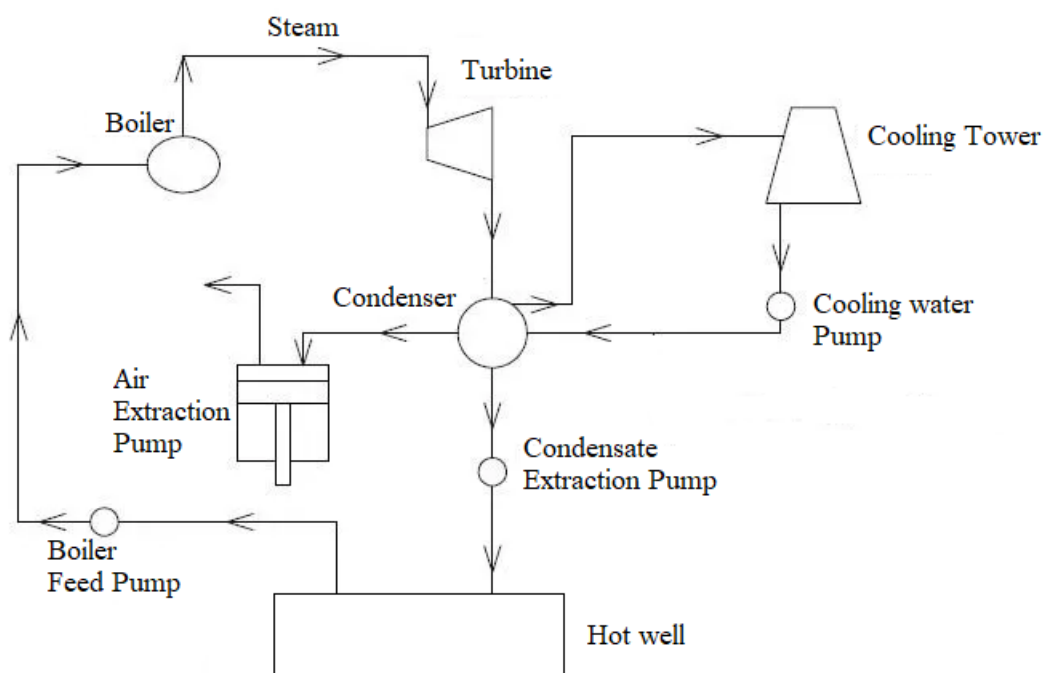 Steam
Turbine
Boiler
Cooling Tower
Condenser
Cooling water
Pump
Air
Extraction
Pump
Condensate
Extraction Pump
Boiler
Feed Pump
Hot well